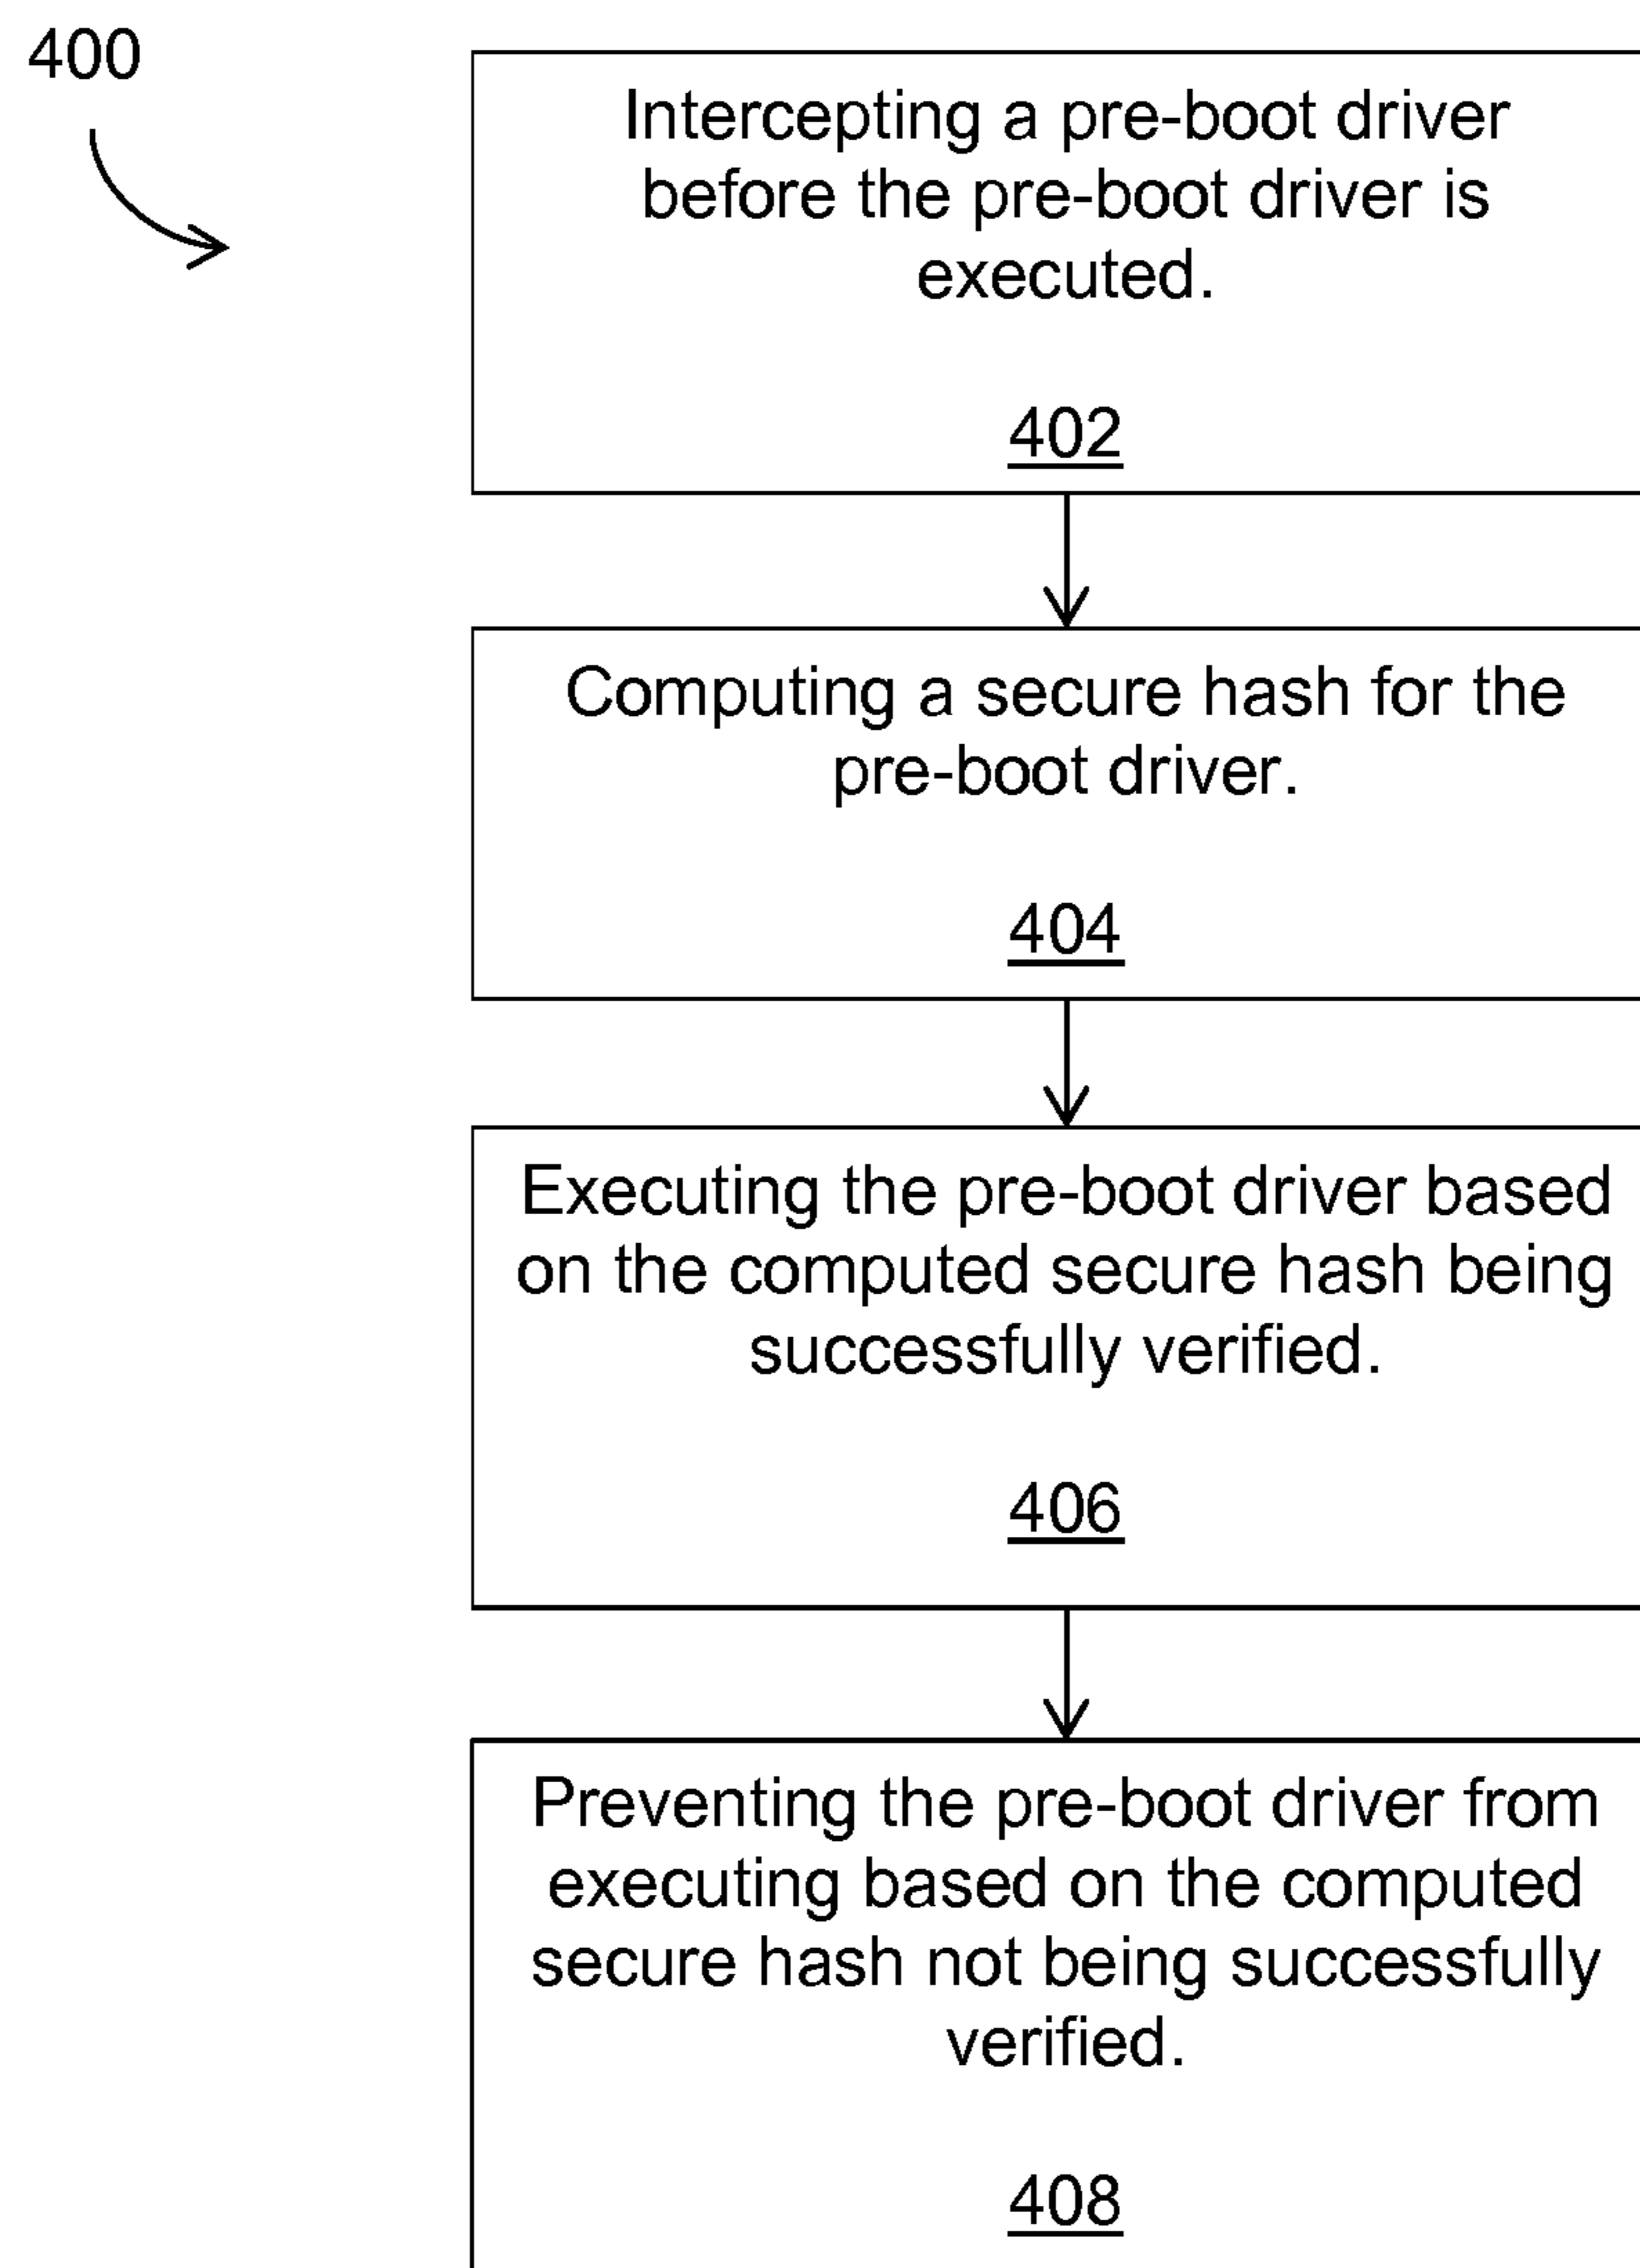 400
Intercepting a pre-boot driver
before the pre-boot driver is
executed.
402
Computing a secure hash for the
pre-boot driver.
404
Executing the pre-boot driver based
on the computed secure hash being
successfully verified.
406
Preventing the pre-boot driver from
executing based on the computed
secure hash not being successfully
verified.
408